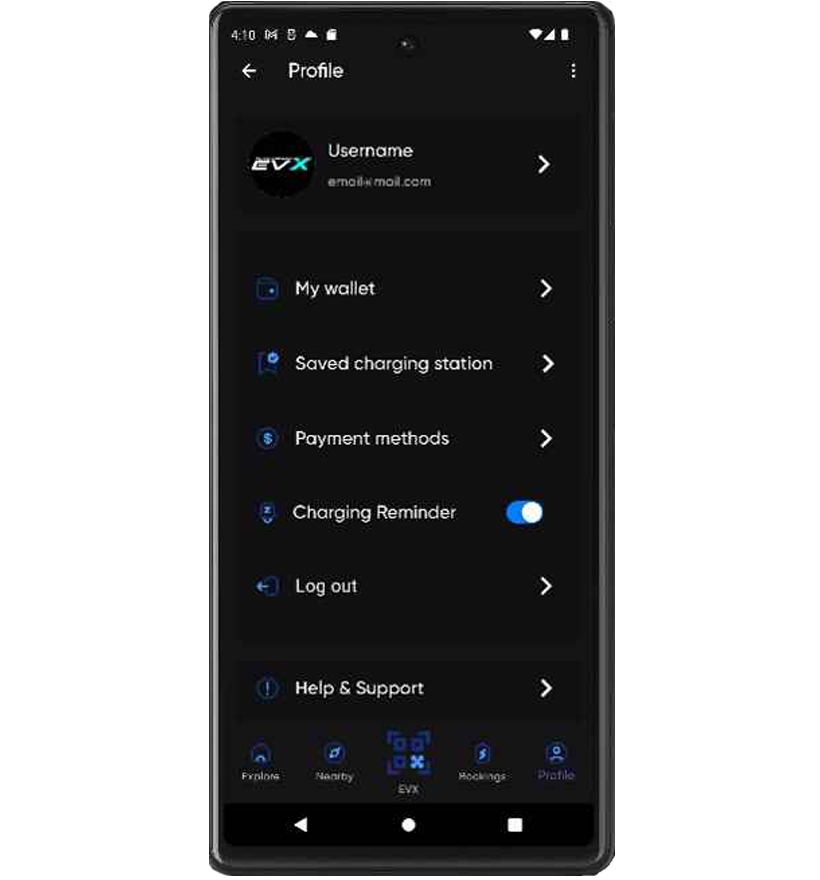 4:10
Profile
EVX
Username
email@mail.com
My wallet
Saved charging station
$ Payment methods
Charging Reminder
Log out
Help & Support
Explore Nearby EVX Bookings Profile